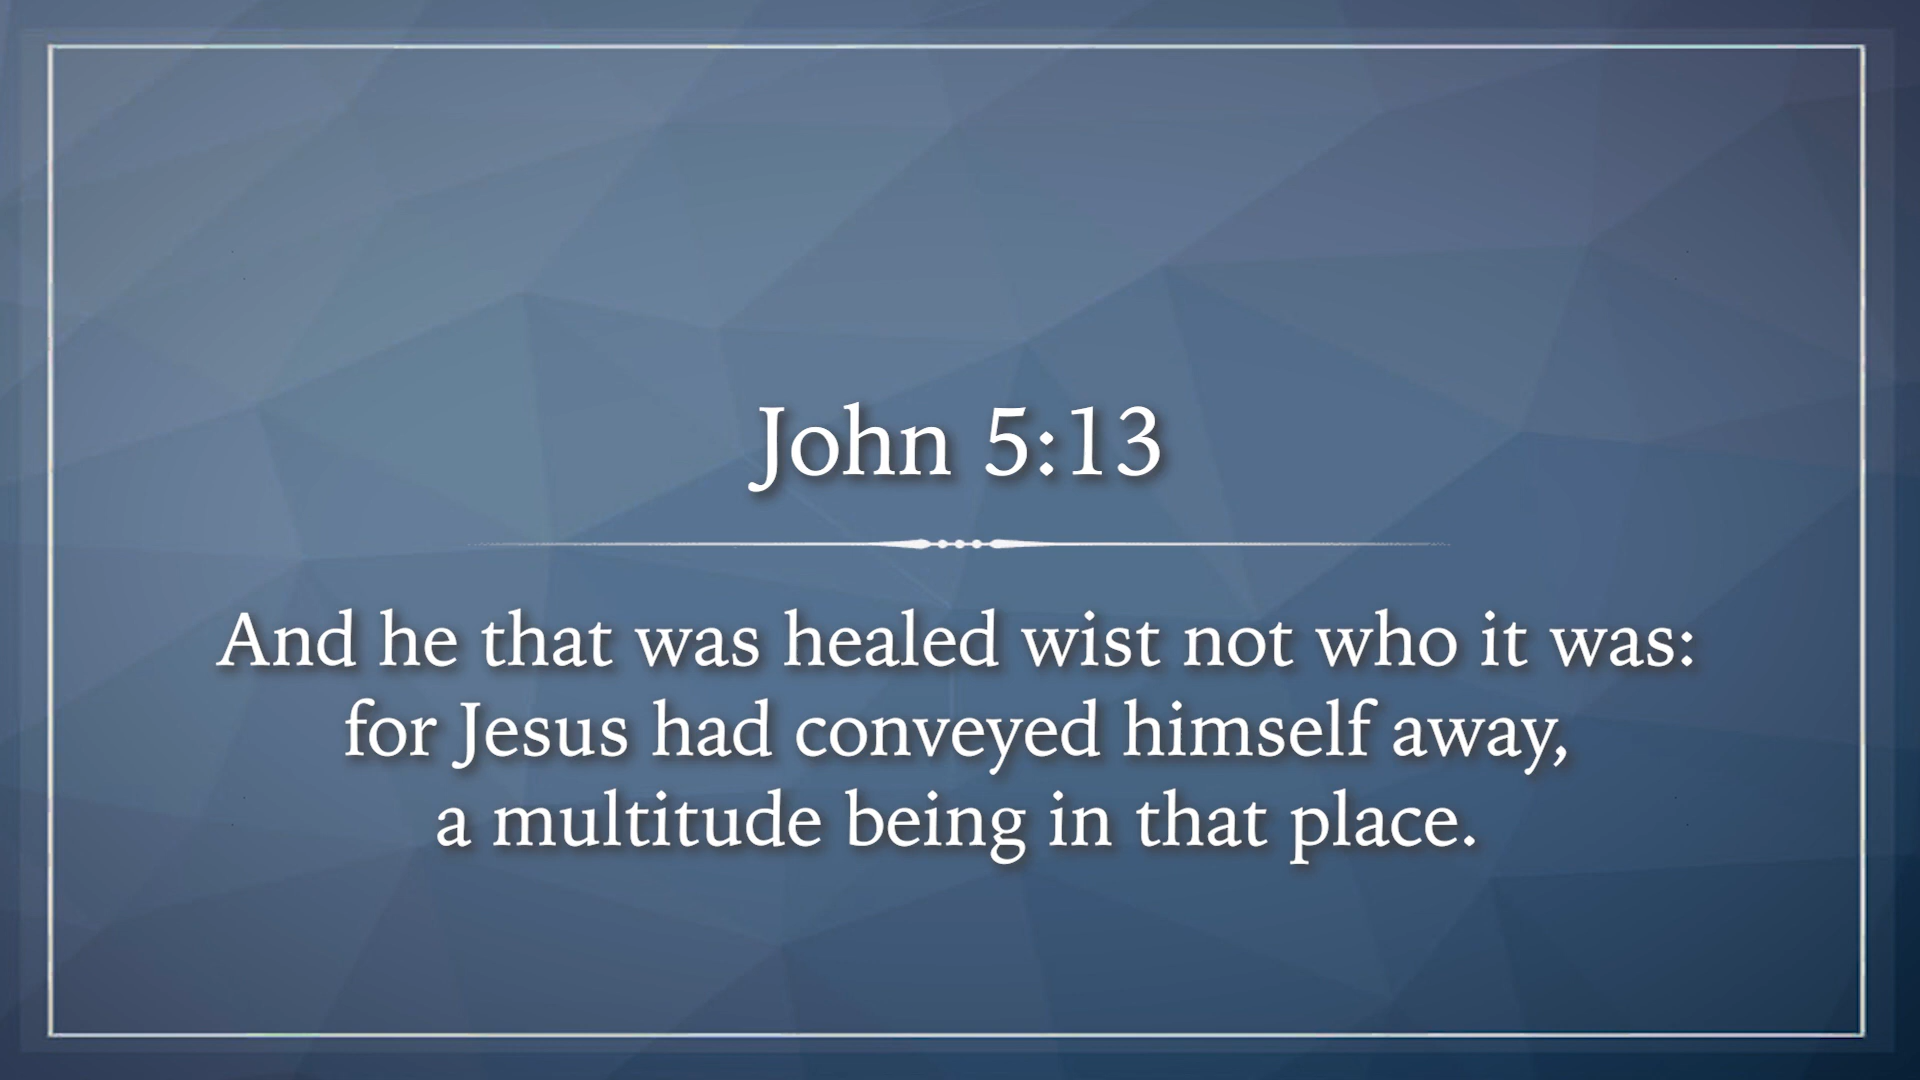 John 5:13
And he that was healed wist not who it was:
for Jesus had conveyed himself away,
a multitude being in that place.